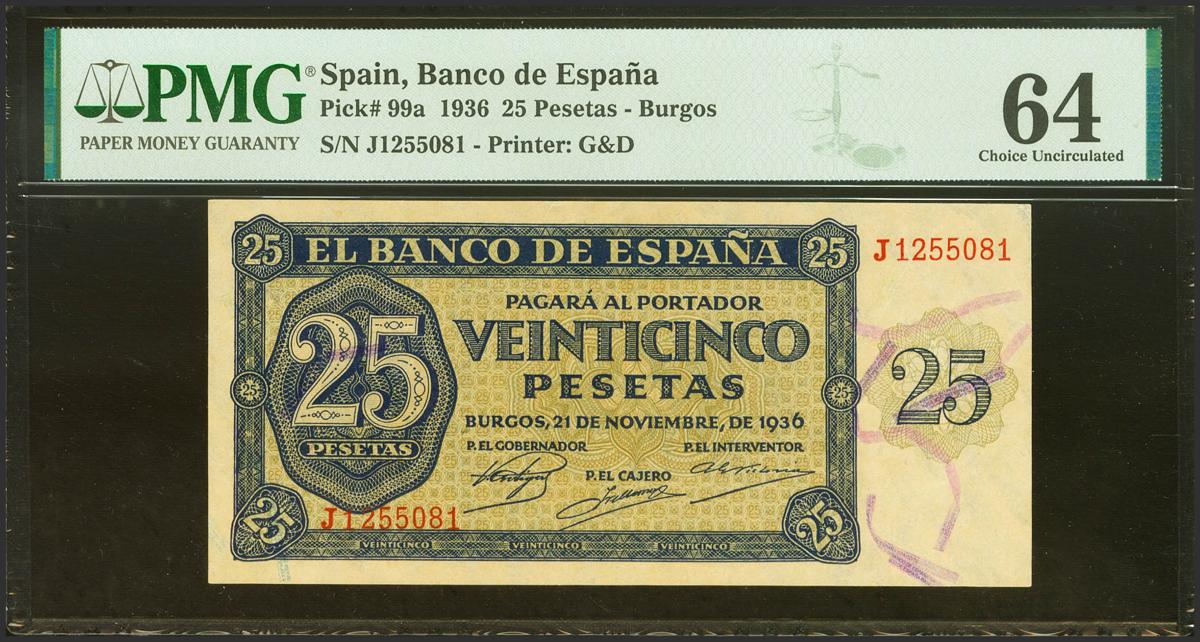 PMG®
PAPER MONEY GUARANTY
Spain, Banco de España
Pick# 99a 1936 25 Pesetas - Burgos
S/N J1255081 - Printer: G&D
64
Choice Uncirculated
25 EL BANCO DE ESPAÑA 25
J1255081
PAGARÁ AL PORTADOR
VEINTICINCO
PESETAS
25
PESETAS
25
25
25
BURGOS, 21 DE NOVIEMBRE, DE 1936
P. EL GOBERNADOR
P. EL INTERVENTOR
P. EL CAJERO
J1255081
25
25
VEINTICINCO VEINTICINCO VEINTICINCO